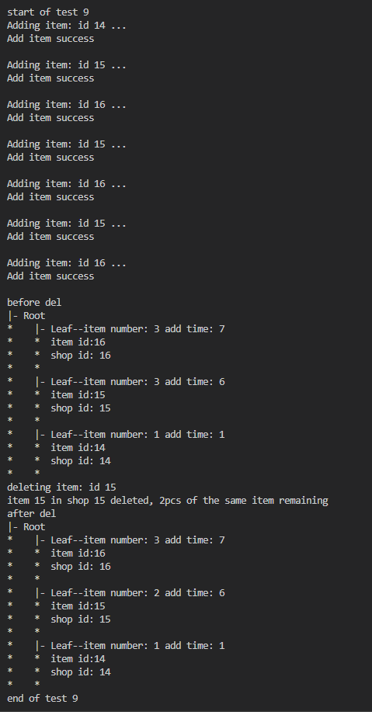 start of test 9
Adding item: id 14 ...
Add item success

Adding item: id 15 ...
Add item success

Adding item: id 16 ...
Add item success

Adding item: id 15 ...
Add item success

Adding item: id 16 ...
Add item success

Adding item: id 15 ...
Add item success

Adding item: id 16 ...
Add item success

before del
|- Root
*    |- Leaf--item number: 3 add time: 7
*    *  item id:16
*    *  shop id: 16
*    *
*    |- Leaf--item number: 3 add time: 6
*    *  item id:15
*    *  shop id: 15
*    *
*    |- Leaf--item number: 1 add time: 1
*    *  item id:14
*    *  shop id: 14
*    *
deleting item: id 15
item 15 in shop 15 deleted, 2pcs of the same item remaining
after del
|- Root
*    |- Leaf--item number: 3 add time: 7
*    *  item id:16
*    *  shop id: 16
*    *
*    |- Leaf--item number: 2 add time: 6
*    *  item id:15
*    *  shop id: 15
*    *
*    |- Leaf--item number: 1 add time: 1
*    *  item id:14
*    *  shop id: 14
*    *
end of test 9